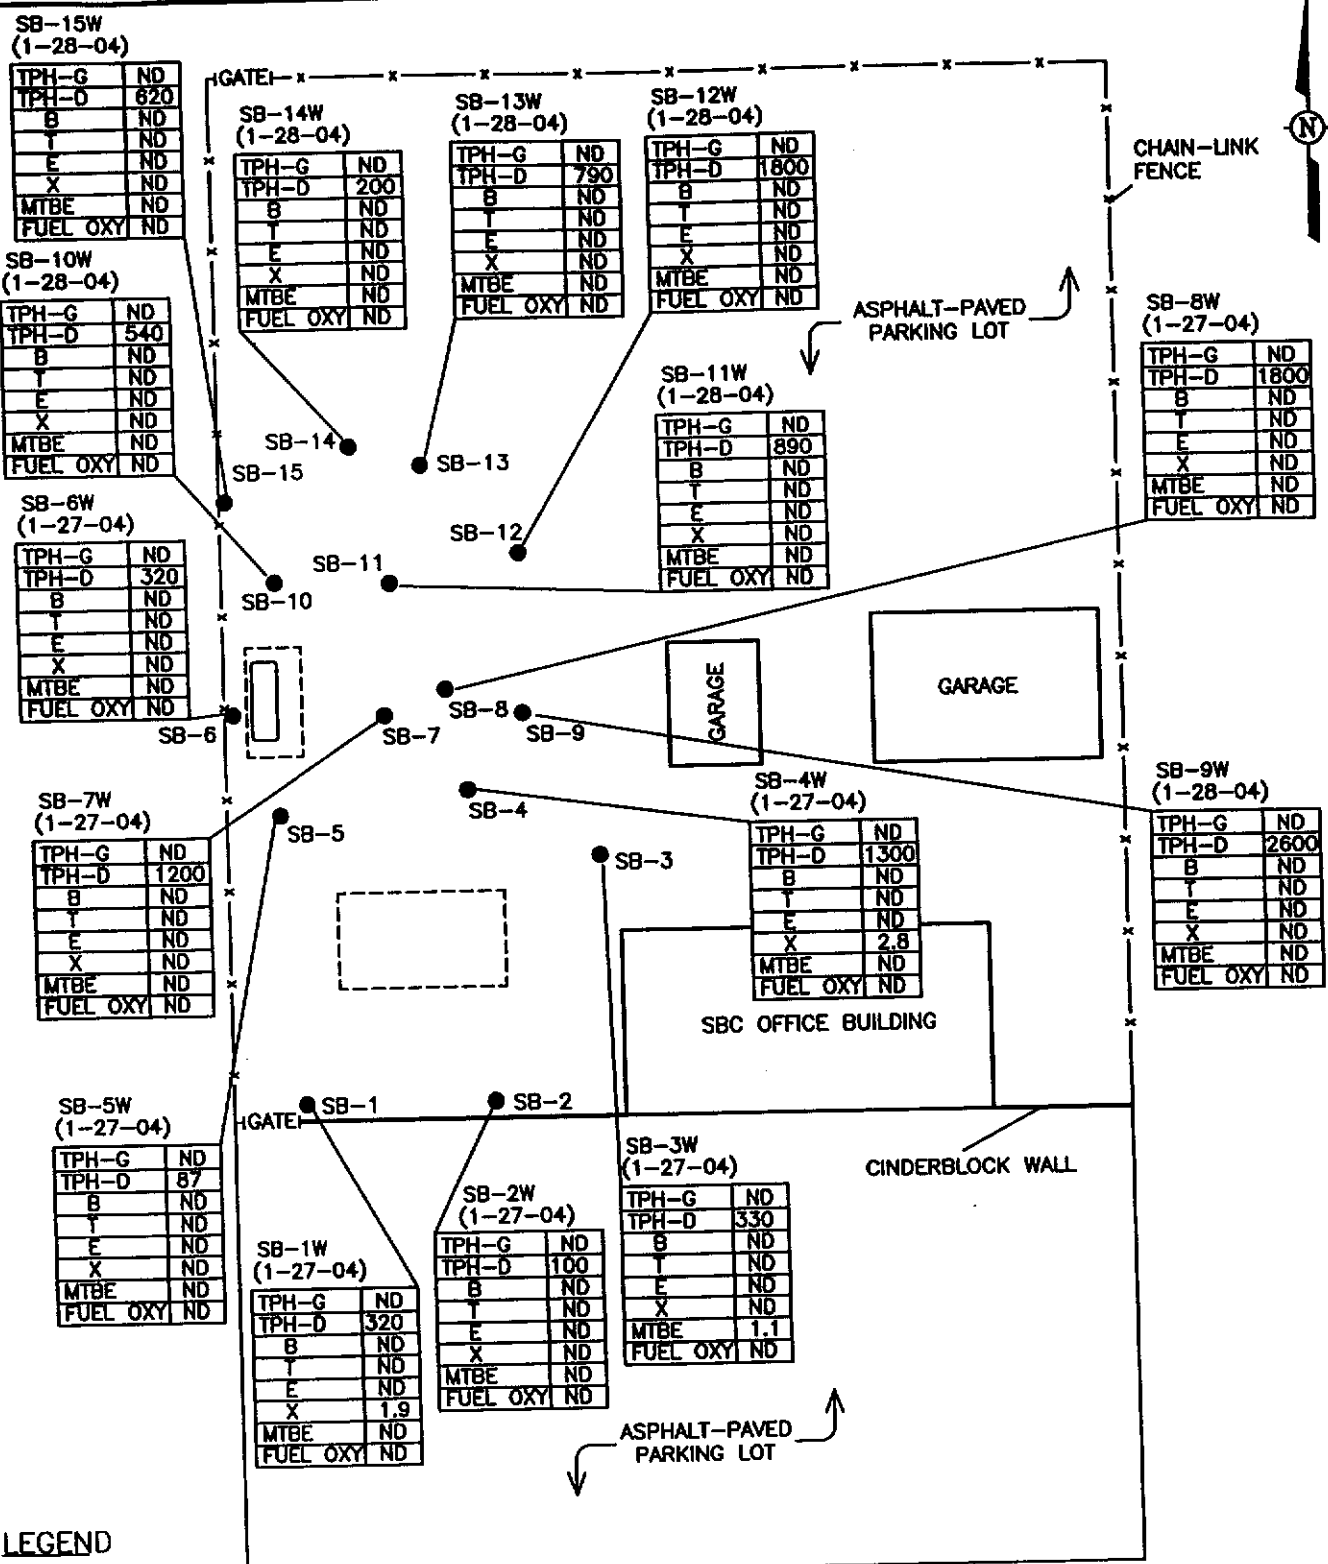 SB-15W
(1-28-04)
TPH-G ND
TPH-D 620
B ND
T ND
E ND
X ND
MTBE ND
FUEL OXY ND
GATE
SB-14W
(1-28-04)
TPH-G ND
TPH-D 200
B ND
T ND
E ND
X ND
MTBE ND
FUEL OXY ND
SB-13W
(1-28-04)
TPH-G ND
TPH-D 790
B ND
T ND
E ND
X ND
MTBE ND
FUEL OXY ND
SB-12W
(1-28-04)
TPH-G ND
TPH-D 1800
B ND
T ND
E ND
X ND
MTBE ND
FUEL OXY ND
N
CHAIN-LINK
FENCE
SB-10W
(1-28-04)
TPH-G ND
TPH-D 540
B ND
T ND
E ND
X ND
MTBE ND
FUEL OXY ND
ASPHALT-PAVED
PARKING LOT
SB-8W
(1-27-04)
TPH-G ND
TPH-D 1800
B ND
T ND
E ND
X ND
MTBE ND
FUEL OXY ND
SB-11W
(1-28-04)
TPH-G ND
TPH-D 890
B ND
T ND
E ND
X ND
MTBE ND
FUEL OXY ND
SB-14
SB-13
SB-15
SB-12
SB-11
SB-10
SB-6W
(1-27-04)
TPH-G ND
TPH-D 320
B ND
T ND
E ND
X ND
MTBE ND
FUEL OXY ND
GARAGE
GARAGE
SB-6
SB-7
SB-8
SB-9
SB-4
SB-5
SB-3
SB-7W
(1-27-04)
TPH-G ND
TPH-D 1200
B ND
T ND
E ND
X ND
MTBE ND
FUEL OXY ND
SB-4W
(1-27-04)
TPH-G ND
TPH-D 1300
B ND
T ND
E ND
X 2.8
MTBE ND
FUEL OXY ND
SB-9W
(1-28-04)
TPH-G ND
TPH-D 2600
B ND
T ND
E ND
X ND
MTBE ND
FUEL OXY ND
SBC OFFICE BUILDING
SB-1
SB-2
GATE
CINDERBLOCK WALL
SB-5W
(1-27-04)
TPH-G ND
TPH-D 87
B ND
T ND
E ND
X ND
MTBE ND
FUEL OXY ND
SB-1W
(1-27-04)
TPH-G ND
TPH-D 320
B ND
T ND
E ND
X 1.9
MTBE ND
FUEL OXY ND
SB-2W
(1-27-04)
TPH-G ND
TPH-D 100
B ND
T ND
E ND
X ND
MTBE ND
FUEL OXY ND
SB-3W
(1-27-04)
TPH-G ND
TPH-D 330
B ND
T ND
E ND
X ND
MTBE 1.1
FUEL OXY ND
ASPHALT-PAVED
PARKING LOT
LEGEND